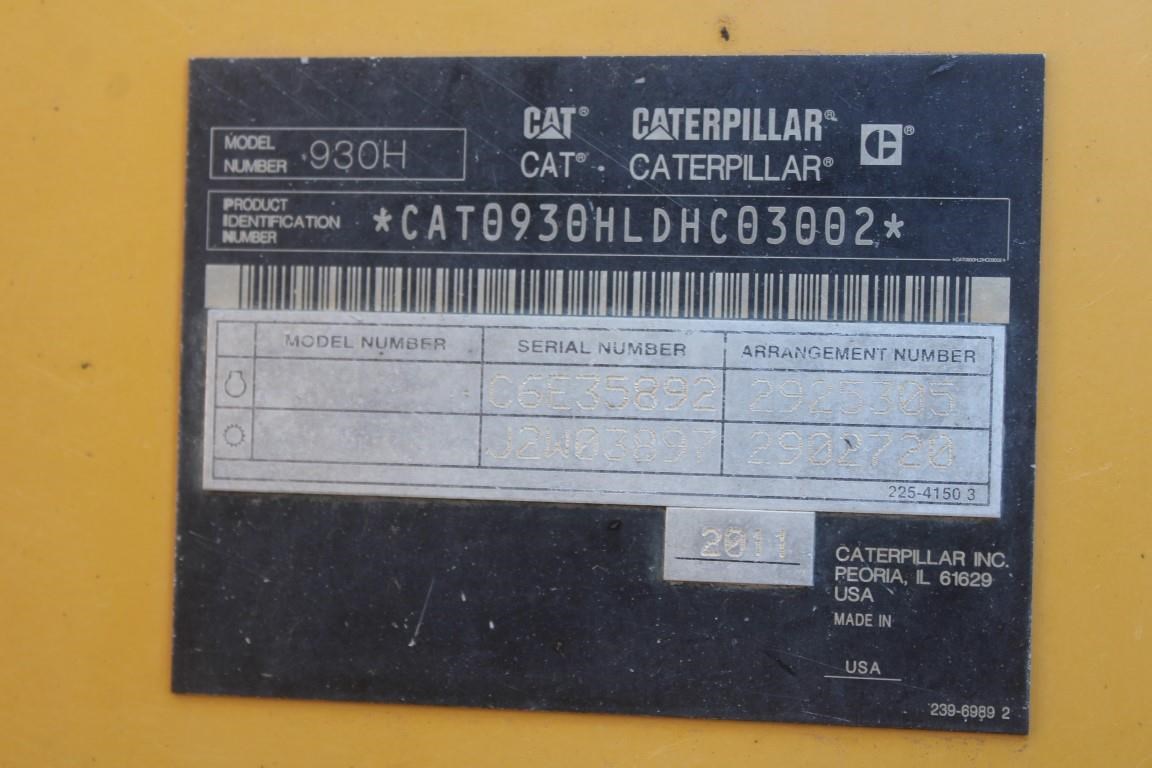 CAT® CATERPILLAR®
MODEL NUMBER 930H
CAT® · CATERPILLAR®
PRODUCT IDENTIFICATION NUMBER *CAT0930HLDHC03002*
MODEL NUMBER SERIAL NUMBER ARRANGEMENT NUMBER
C6E35892 2925305
J2W03897 2902720
225-4150 3
2011
CATERPILLAR INC.
PEORIA, IL 61629
USA
MADE IN
USA
239-6989 2